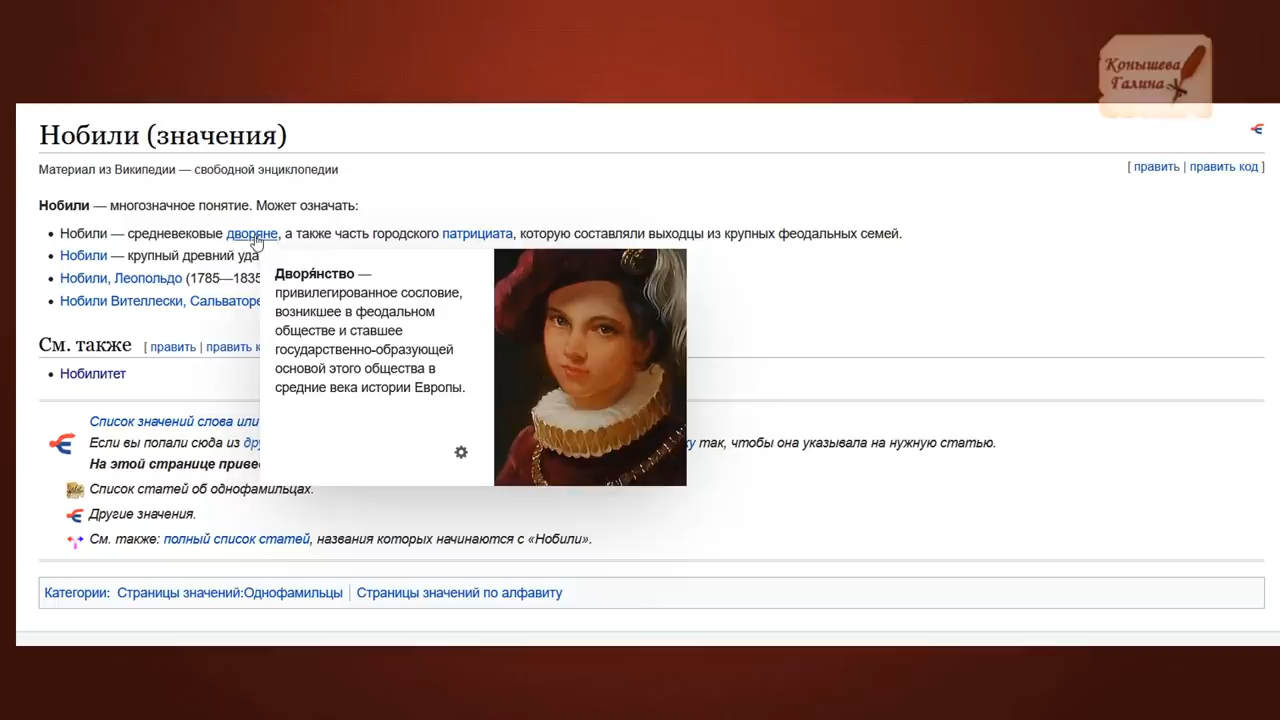 Конышева
Галина
Нобили (значения)
Материал из Википедии — свободной энциклопедии
[ править | править код ]
Нобили — многозначное понятие. Может означать:
Нобили — средневековые дворяне, а также часть городского патрициата, которую составляли выходцы из крупных феодальных семей.
Нобили — крупный древний
Нобили, Леопольдо (1785—1835
Нобили Вителлески, Сальваторе
Дворя́нство —
привилегированное сословие,
возникшее в феодальном
обществе и ставшее
государственно-образующей
основой этого общества в
средние века истории Европы.
См. также [ править | править
Нобилитет
Список значений слова или
Если вы попали сюда из так, чтобы она указывала на нужную статью.
На этой странице
Список статей об однофамильцах.
Другие значения.
См. также: полный список статей, названия которых начинаются с «Нобили».
Категории: Страницы значений:Однофамильцы | Страницы значений по алфавиту